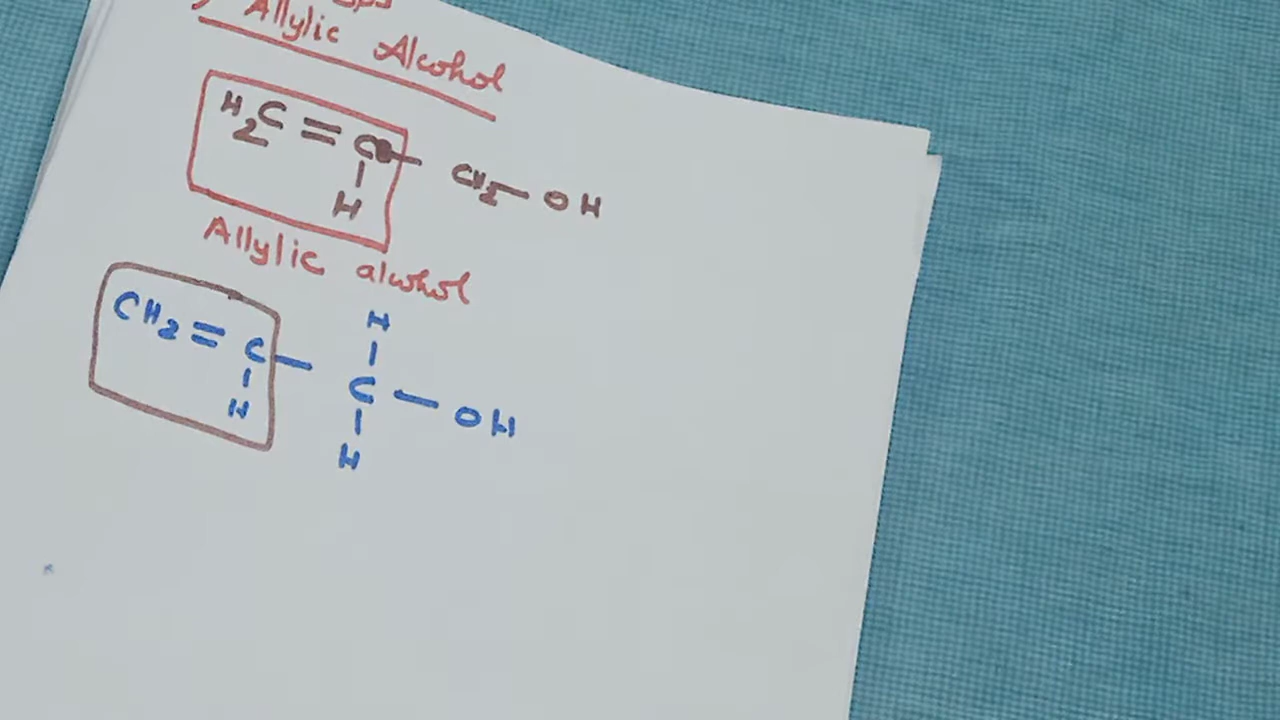 Allylic Alcohol
H2C = C - CH2 - OH
|
H
Allylic alcohol
H
|
CH2 = C - C - OH
| |
H H